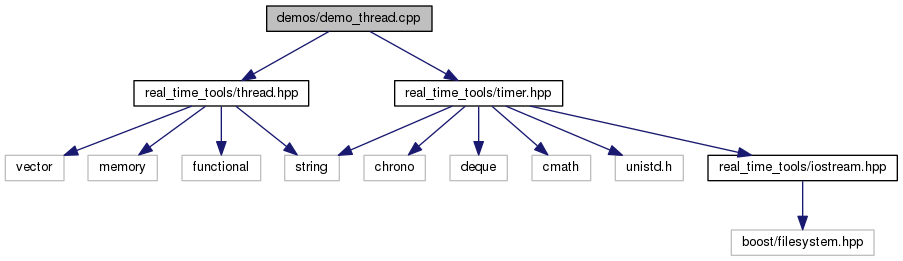 demos/demo_thread.cpp
real_time_tools/thread.hpp
real_time_tools/timer.hpp
vector
memory
functional
string
chrono
deque
cmath
unistd.h
real_time_tools/iostream.hpp
boost/filesystem.hpp